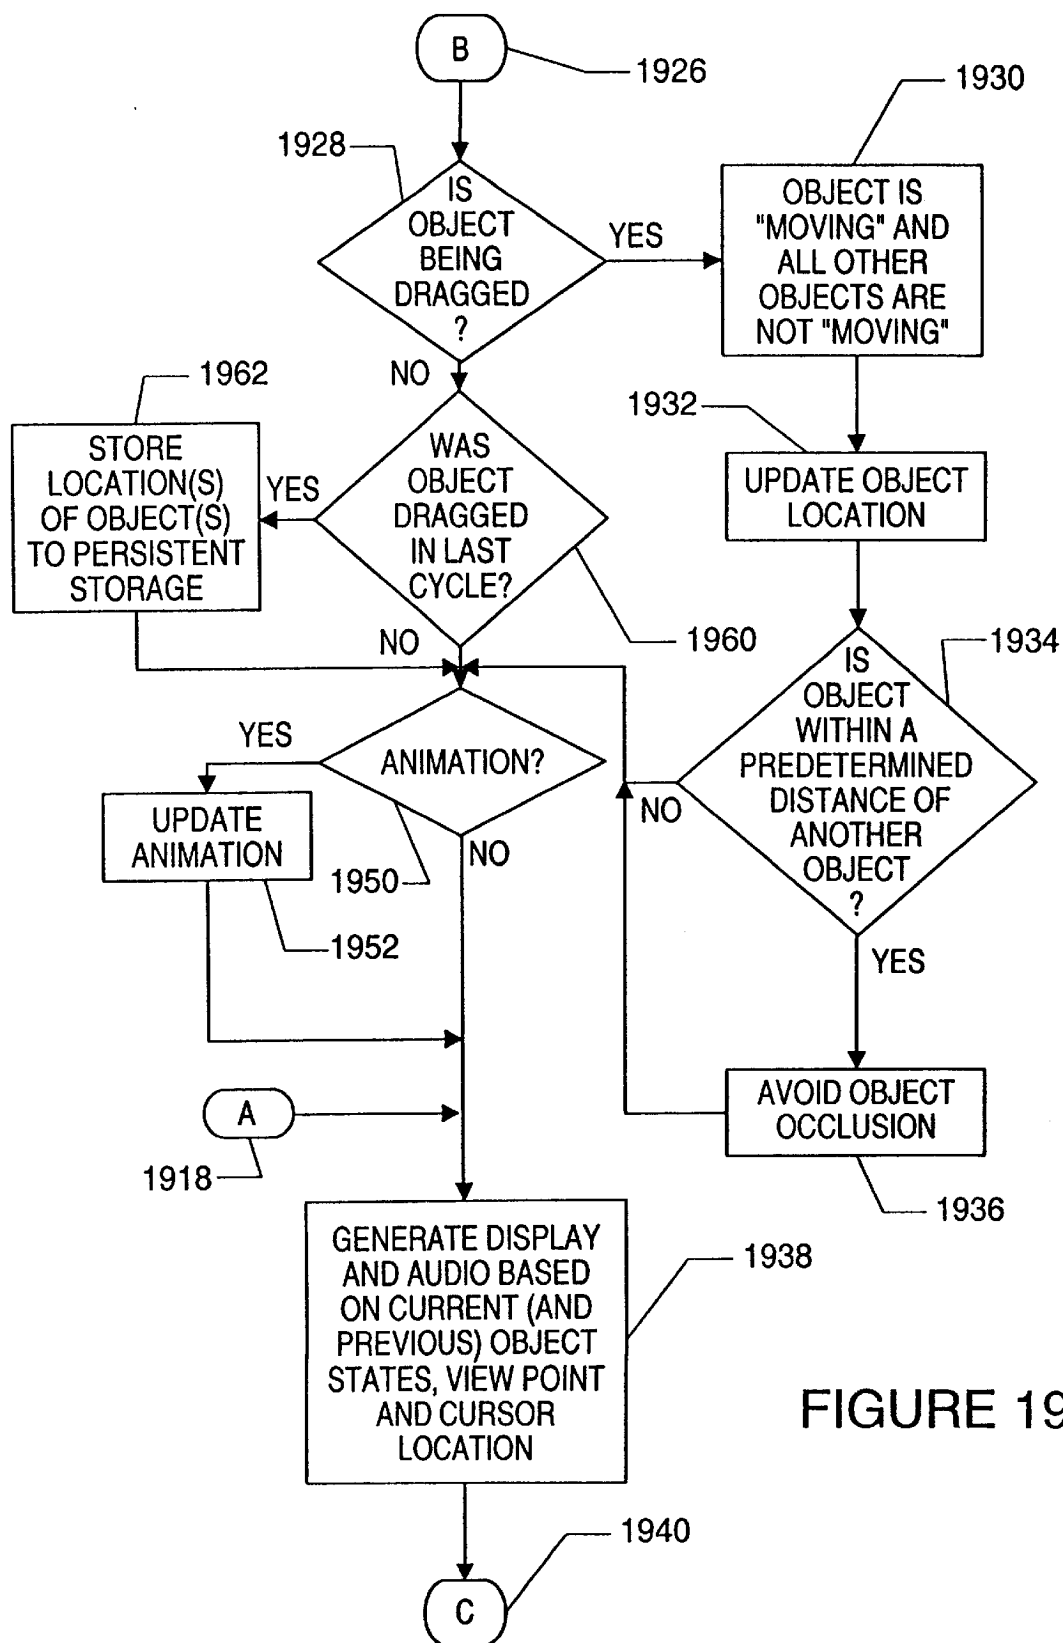 B
1926
1930
1928
IS
OBJECT
BEING
DRAGGED
?
YES
OBJECT IS
"MOVING" AND
ALL OTHER
OBJECTS ARE
NOT "MOVING"
NO
1962
1932
STORE
LOCATION(S)
OF OBJECT(S)
TO PERSISTENT
STORAGE
YES
WAS
OBJECT
DRAGGED
IN LAST
CYCLE?
UPDATE OBJECT
LOCATION
NO
1960
1934
IS
OBJECT
WITHIN A
PREDETERMINED
DISTANCE OF
ANOTHER
OBJECT
?
YES
ANIMATION?
NO
UPDATE
ANIMATION
NO
1950
1952
YES
A
1918
AVOID OBJECT
OCCLUSION
1936
GENERATE DISPLAY
AND AUDIO BASED
ON CURRENT (AND
PREVIOUS) OBJECT
STATES, VIEW POINT
AND CURSOR
LOCATION
1938
FIGURE 19
1940
C